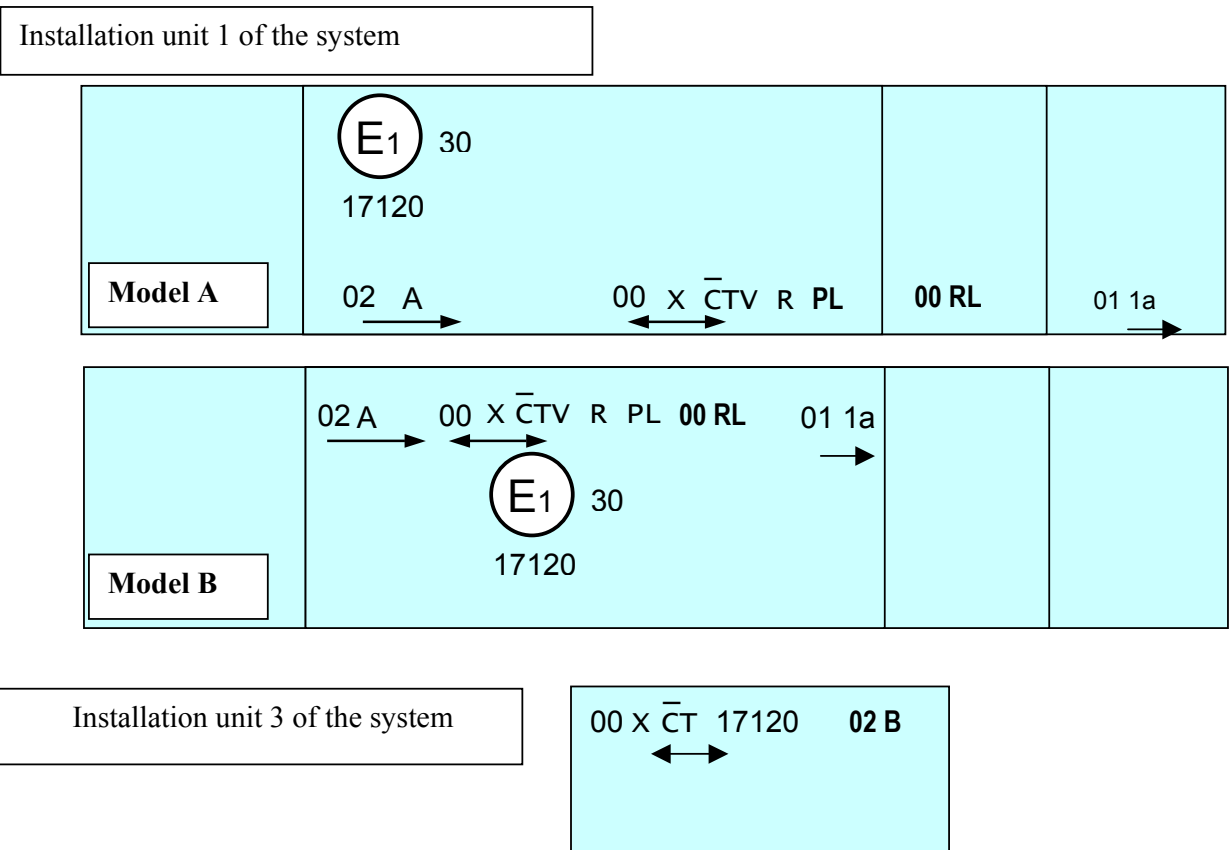 Installation unit 1 of the system
E1 30
17120
Model A
02 A 00 X C̅TV R PL 00 RL 01 1a
02 A 00 X C̅TV R PL 00 RL 01 1a
E1 30
17120
Model B
Installation unit 3 of the system
00 X C̅T 17120 02 B